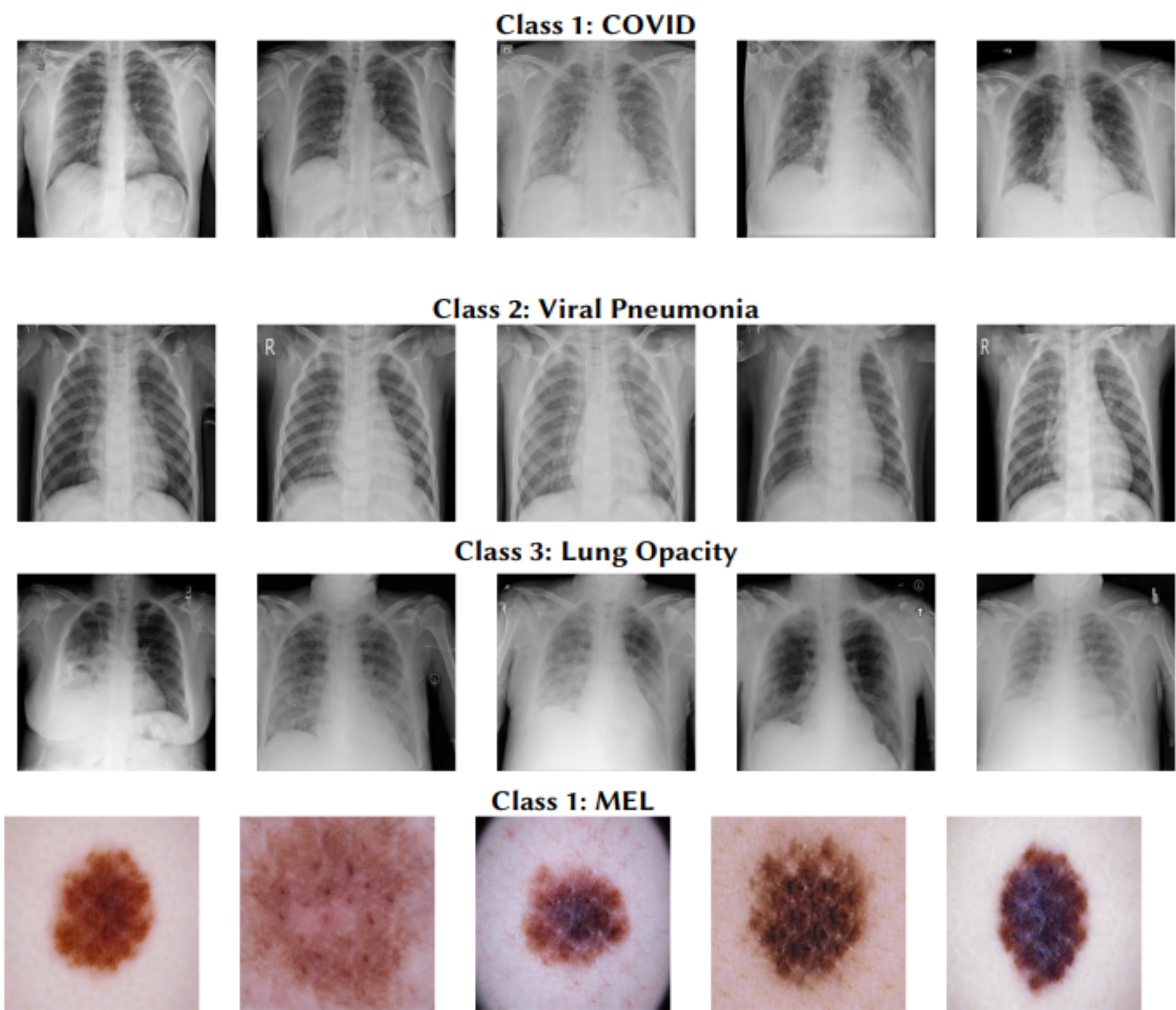 Class 1: COVID
Class 2: Viral Pneumonia
R
R
Class 3: Lung Opacity
Class 1: MEL